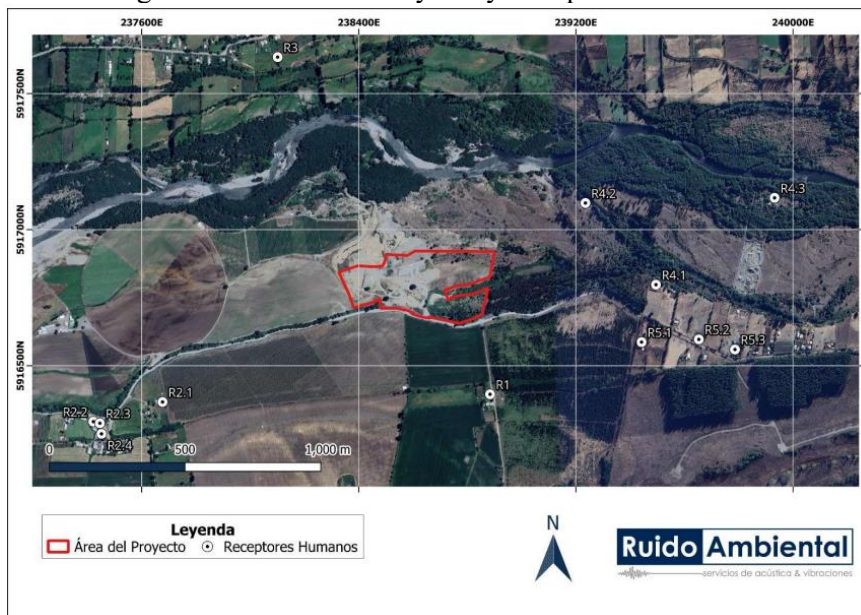 237600E 238400E 239200E 240000E
5917500N
5917000N
5916500N
R3
R4.2
R4.3
R4.1
R5.1
R5.2
R5.3
R1
R2.1
R2.2
R2.3
R2.4
0 500 1,000 m
Leyenda
Área del Proyecto Receptores Humanos
N
Ruido Ambiental
servicios de acústica & vibraciones